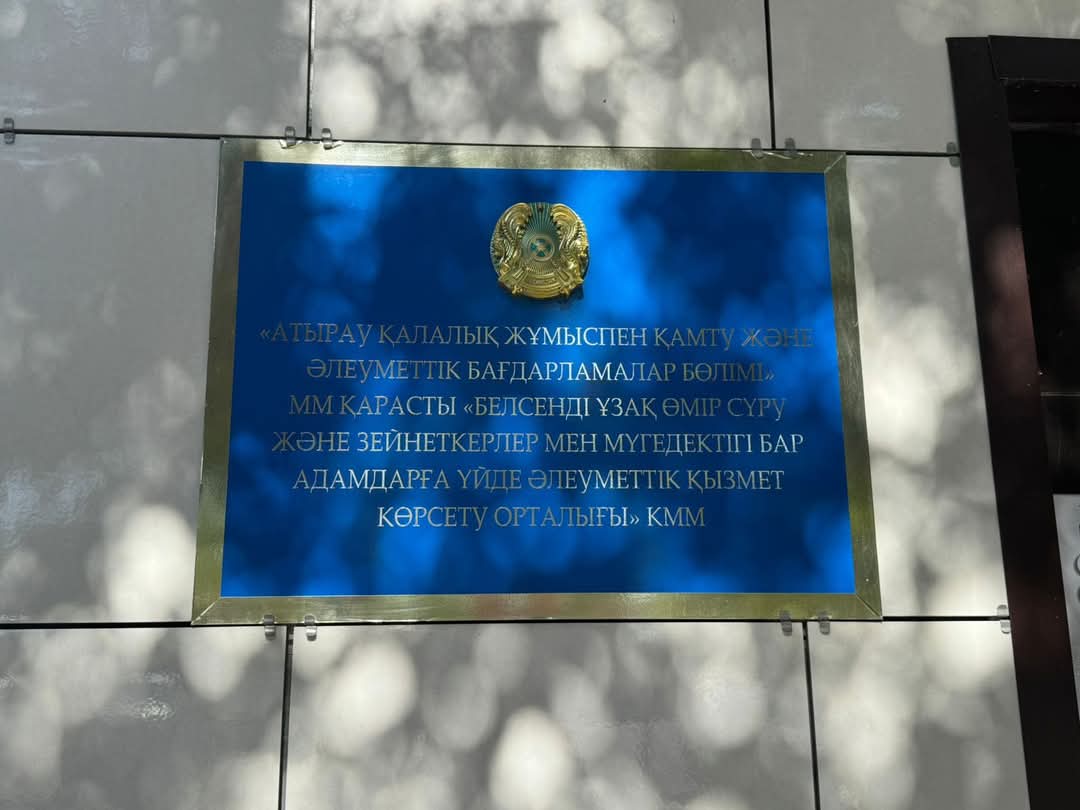 «АТЫРАУ ҚАЛАЛЫҚ ЖҰМЫСПЕН ҚАМТУ ЖӘНЕ
ӘЛЕУМЕТТІК БАҒДАРЛАМАЛАР БӨЛІМІ»
ММ ҚАРАСТЫ «БЕЛСЕНДІ ҰЗАҚ ӨМІР СҮРУ
ЖӘНЕ ЗЕЙНЕТКЕРЛЕР МЕН МҮГЕДЕКТІГІ БАР
АДАМДАРҒА ҮЙДЕ ӘЛЕУМЕТТІК ҚЫЗМЕТ
КӨРСЕТУ ОРТАЛЫҒЫ» КММ